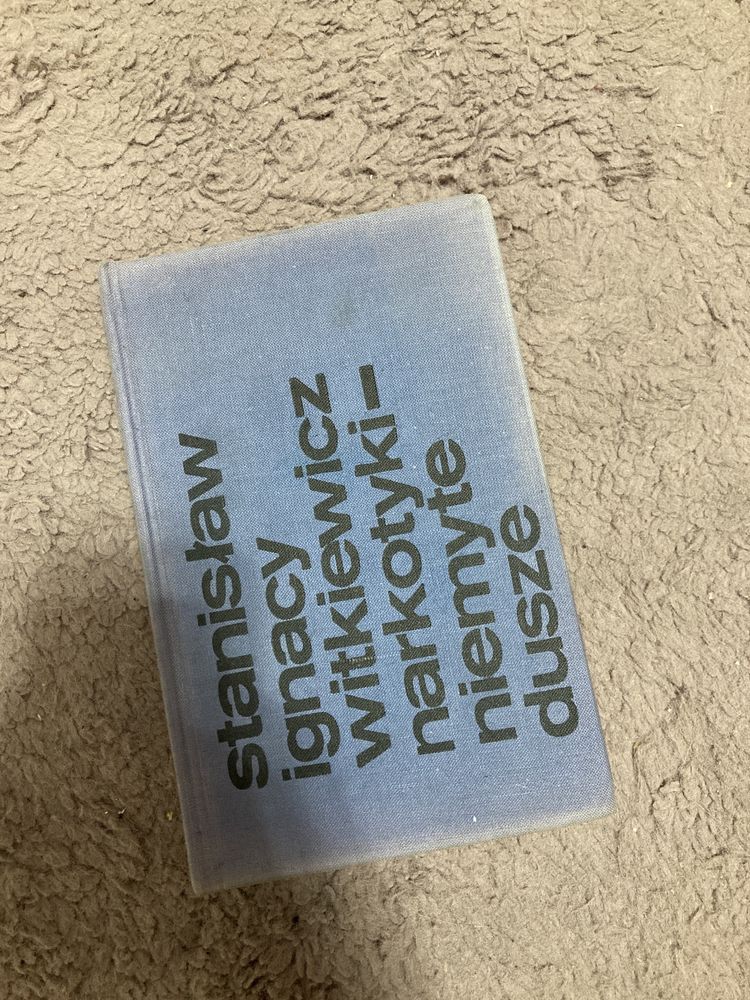 stanisław
ignacy
witkiewicz
narkotyki–
niemyte
dusze